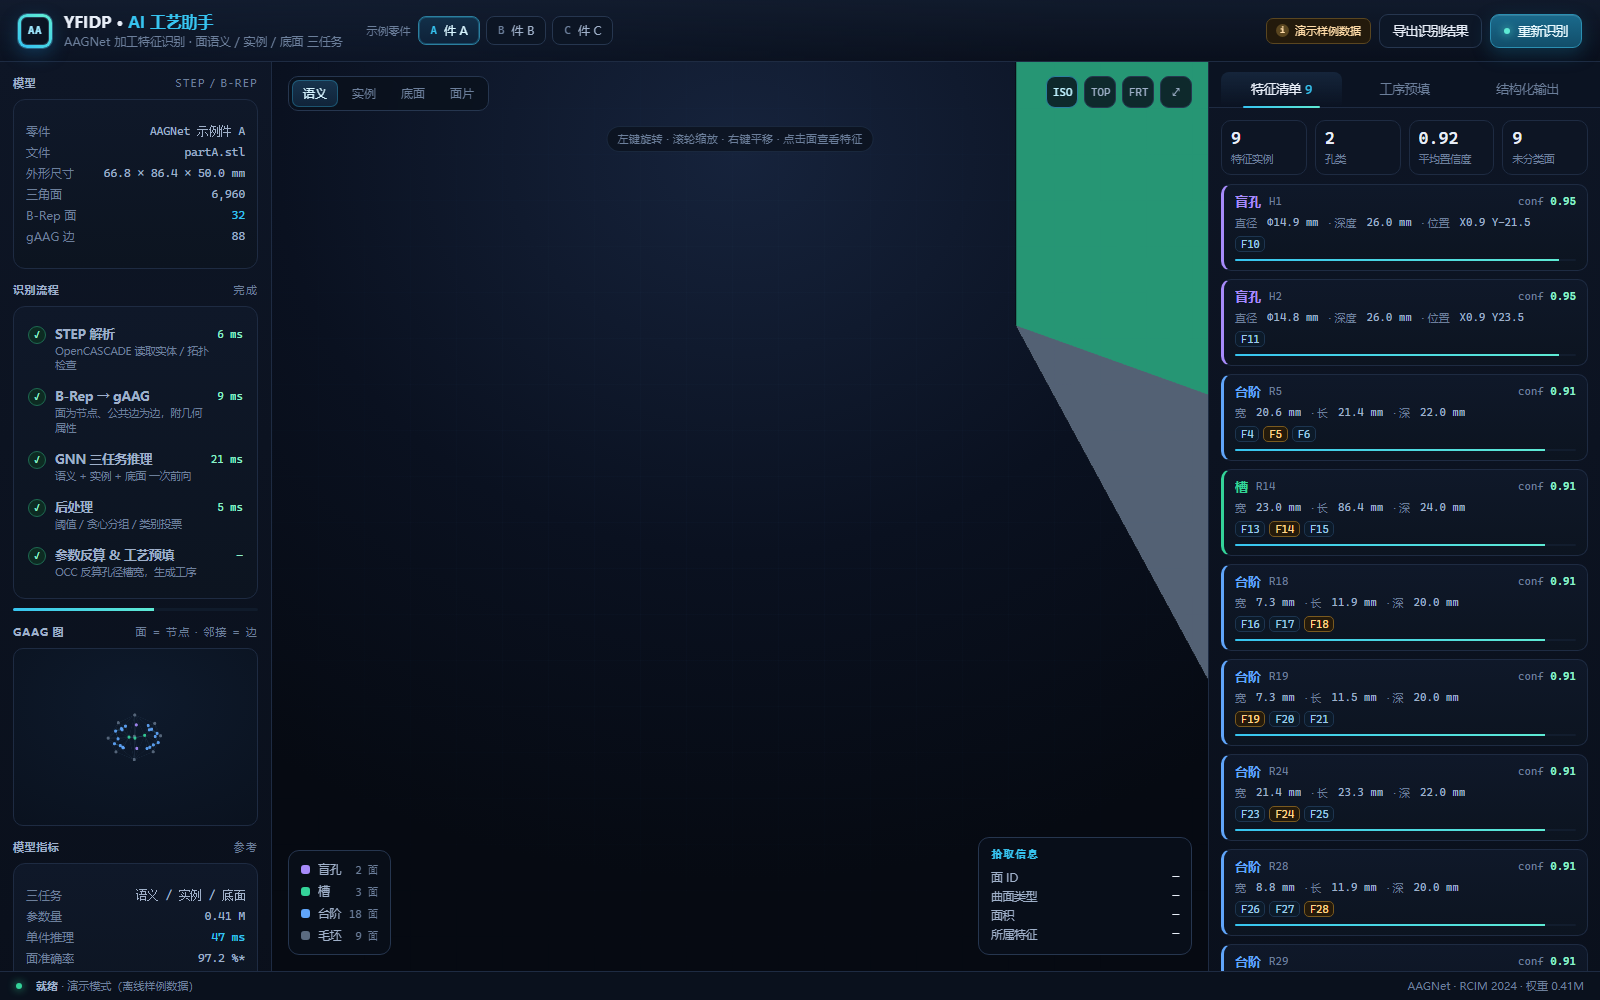 AA
YFIDP • AI 工艺助手
AAGNet 加工特征识别 · 面语义 / 实例 / 底面 三任务
示例零件
A 件 A
B 件 B
C 件 C
演示样例数据
导出识别结果
重新识别
模型
STEP / B-REP
零件 AAGNet 示例件 A
文件 partA.stl
外形尺寸 66.8 × 86.4 × 50.0 mm
三角面 6,960
B-Rep 面 32
gAAG 边 88
识别流程 完成
STEP 解析 6 ms
OpenCASCADE 读取实体 / 拓扑
检查
B-Rep → gAAG 9 ms
面为节点、公共边为边，附几何
属性
GNN 三任务推理 21 ms
语义 + 实例 + 底面 一次前向
后处理 5 ms
阈值 / 贪心分组 / 类别投票
参数反算 & 工艺预填 —
OCC 反算孔径槽宽，生成工序
GAAG 图 面 = 节点 · 邻接 = 边
模型指标 参考
三任务 语义 / 实例 / 底面
参数量 0.41 M
单件推理 47 ms
面准确率 97.2 %*
语义 实例 底面 面片
左键旋转 · 滚轮缩放 · 右键平移 · 点击面查看特征
ISO TOP FRT ⤢
盲孔 2 面
槽 3 面
台阶 18 面
毛坯 9 面
拾取信息
面 ID —
曲面类型 —
面积 —
所属特征 —
特征清单 9
工序预填
结构化输出
9 特征实例
2 孔类
0.92 平均置信度
9 未分类面
盲孔 H1 conf 0.95
直径 Φ14.9 mm · 深度 26.0 mm · 位置 X0.9 Y-21.5
F10
盲孔 H2 conf 0.95
直径 Φ14.8 mm · 深度 26.0 mm · 位置 X0.9 Y23.5
F11
台阶 R5 conf 0.91
宽 20.6 mm · 长 21.4 mm · 深 22.0 mm
F4 F5 F6
槽 R14 conf 0.91
宽 23.0 mm · 长 86.4 mm · 深 24.0 mm
F13 F14 F15
台阶 R18 conf 0.91
宽 7.3 mm · 长 11.9 mm · 深 20.0 mm
F16 F17 F18
台阶 R19 conf 0.91
宽 7.3 mm · 长 11.5 mm · 深 20.0 mm
F19 F20 F21
台阶 R24 conf 0.91
宽 21.4 mm · 长 23.3 mm · 深 22.0 mm
F23 F24 F25
台阶 R28 conf 0.91
宽 8.8 mm · 长 11.9 mm · 深 20.0 mm
F26 F27 F28
台阶 R29 conf 0.91
就绪 · 演示模式（离线样例数据）
AAGNet · RCIM 2024 · 权重 0.41M